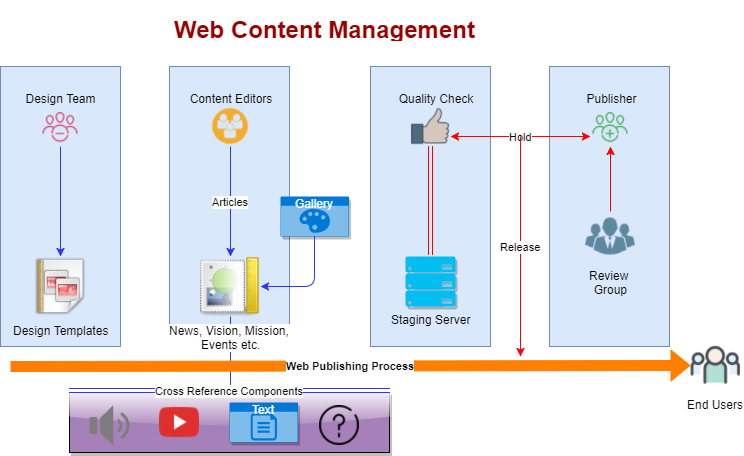 Web Content Management
Design Team
Content Editors
Quality Check
Publisher
Hold
Articles
Gallery
Release
Review
Group
Design Templates
News, Vision, Mission,
Events etc.
Staging Server
Web Publishing Process
End Users
Cross Reference Components
Text
?